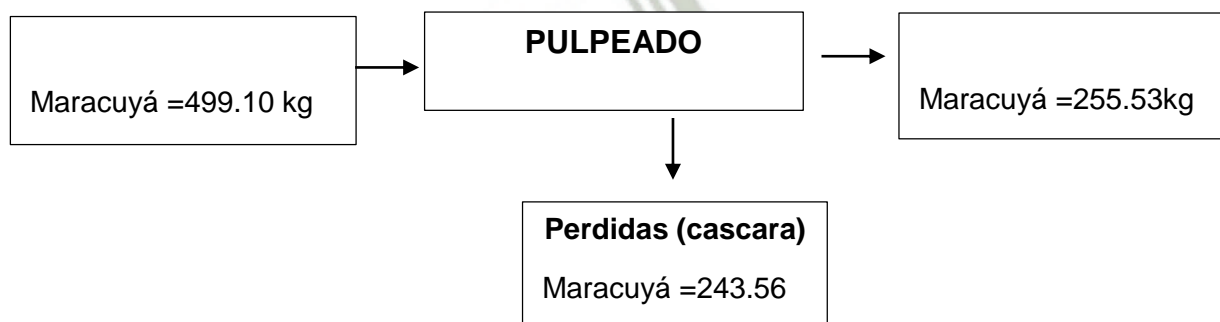 PULPEADO
Maracuyá =499.10 kg
Maracuyá =255.53kg
Perdidas (cascara)
Maracuyá =243.56